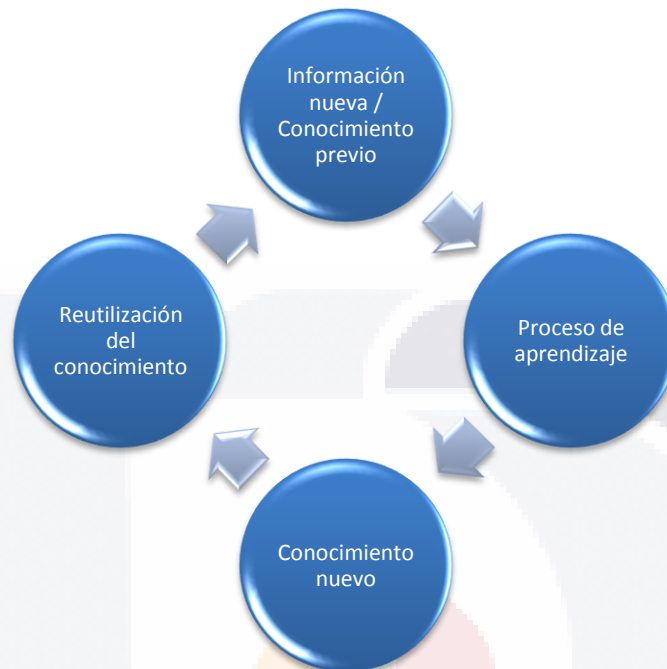 Información
nueva /
Conocimiento
previo
Proceso de
aprendizaje
Conocimiento
nuevo
Reutilización
del
conocimiento